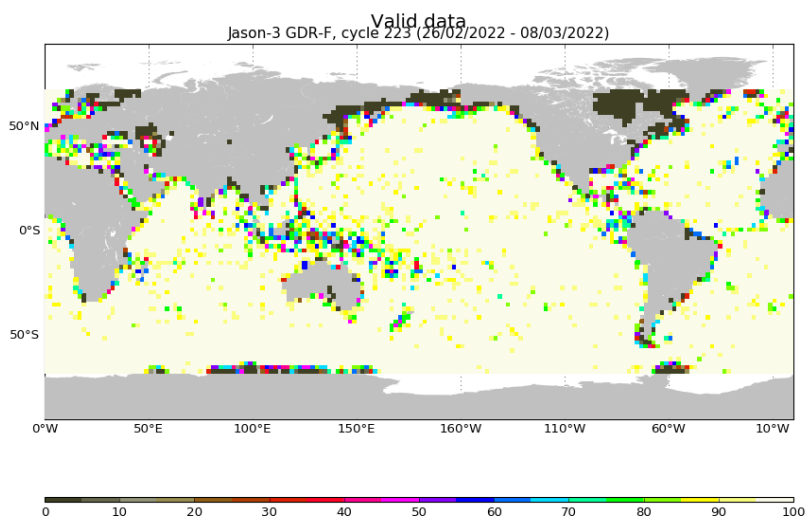 Valid data
Jason-3 GDR-F, cycle 223 (26/02/2022 - 08/03/2022)
50°N
0°S
50°S
0°W 50°E 100°E 150°E 160°W 110°W 60°W 10°W
0 10 20 30 40 50 60 70 80 90 100